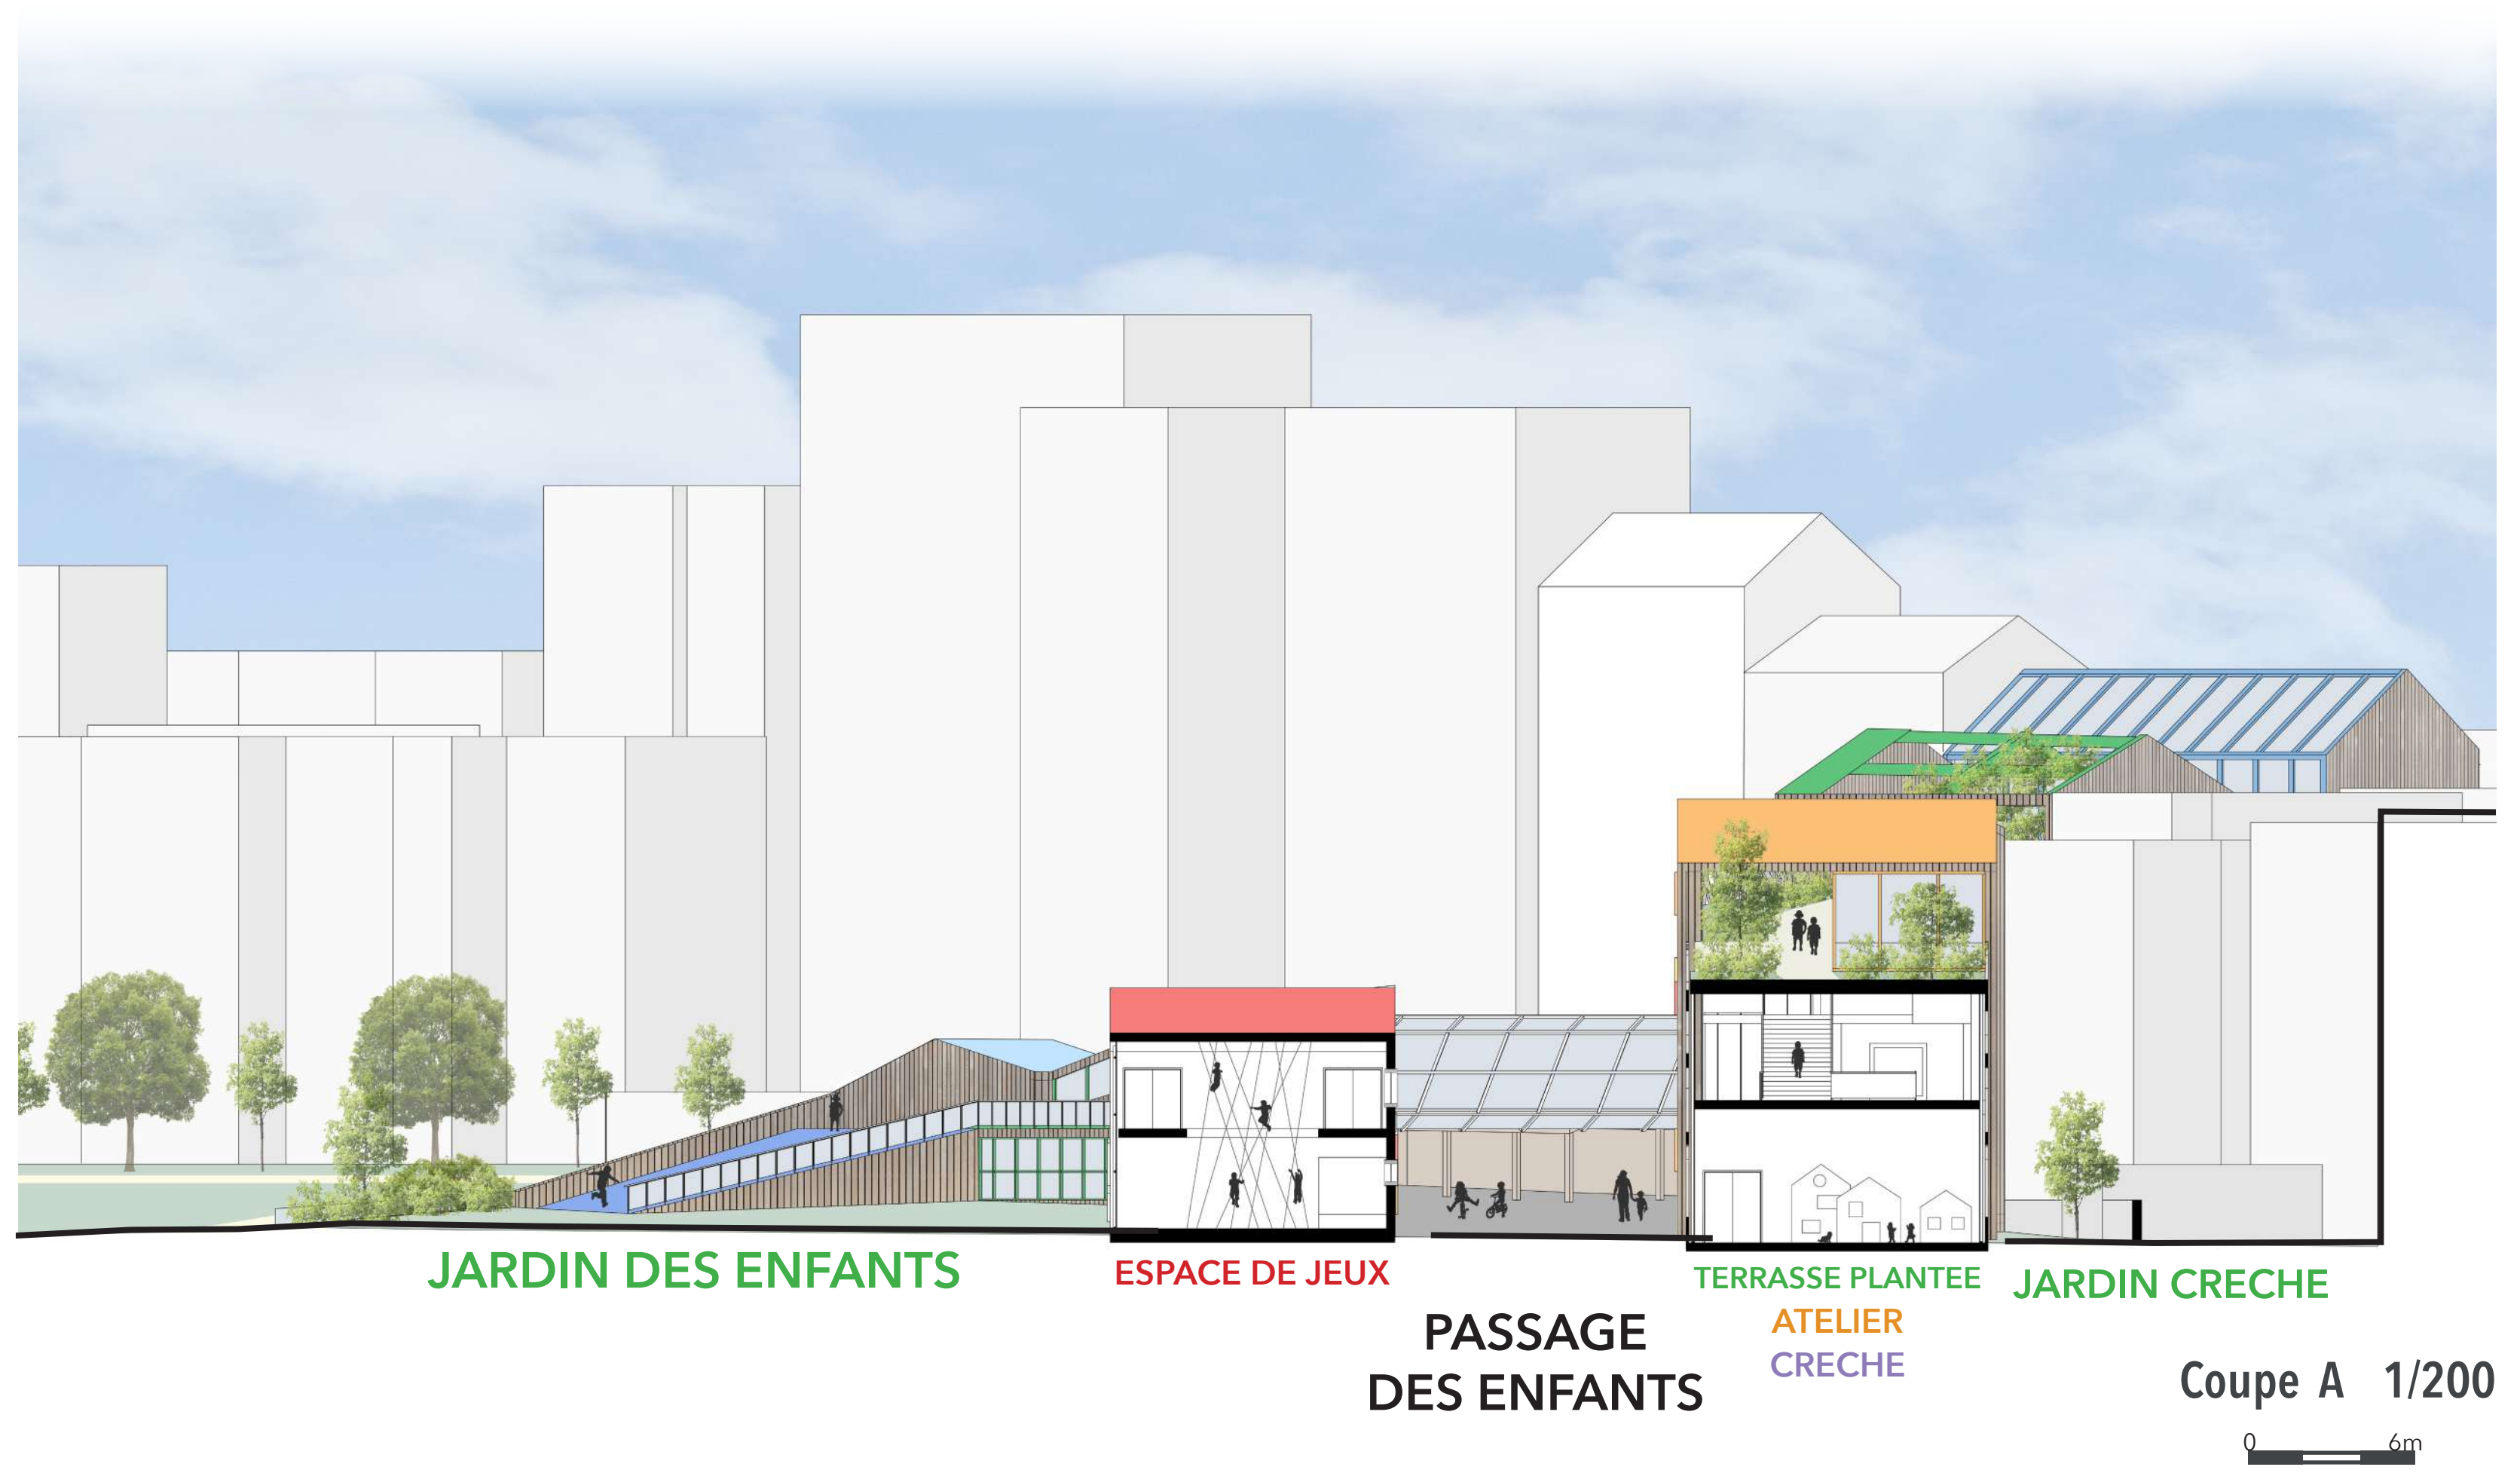 JARDIN DES ENFANTS
ESPACE DE JEUX
PASSAGE
DES ENFANTS
TERRASSE PLANTEE
ATELIER
CRECHE
JARDIN CRECHE
Coupe A 1/200
0 6m